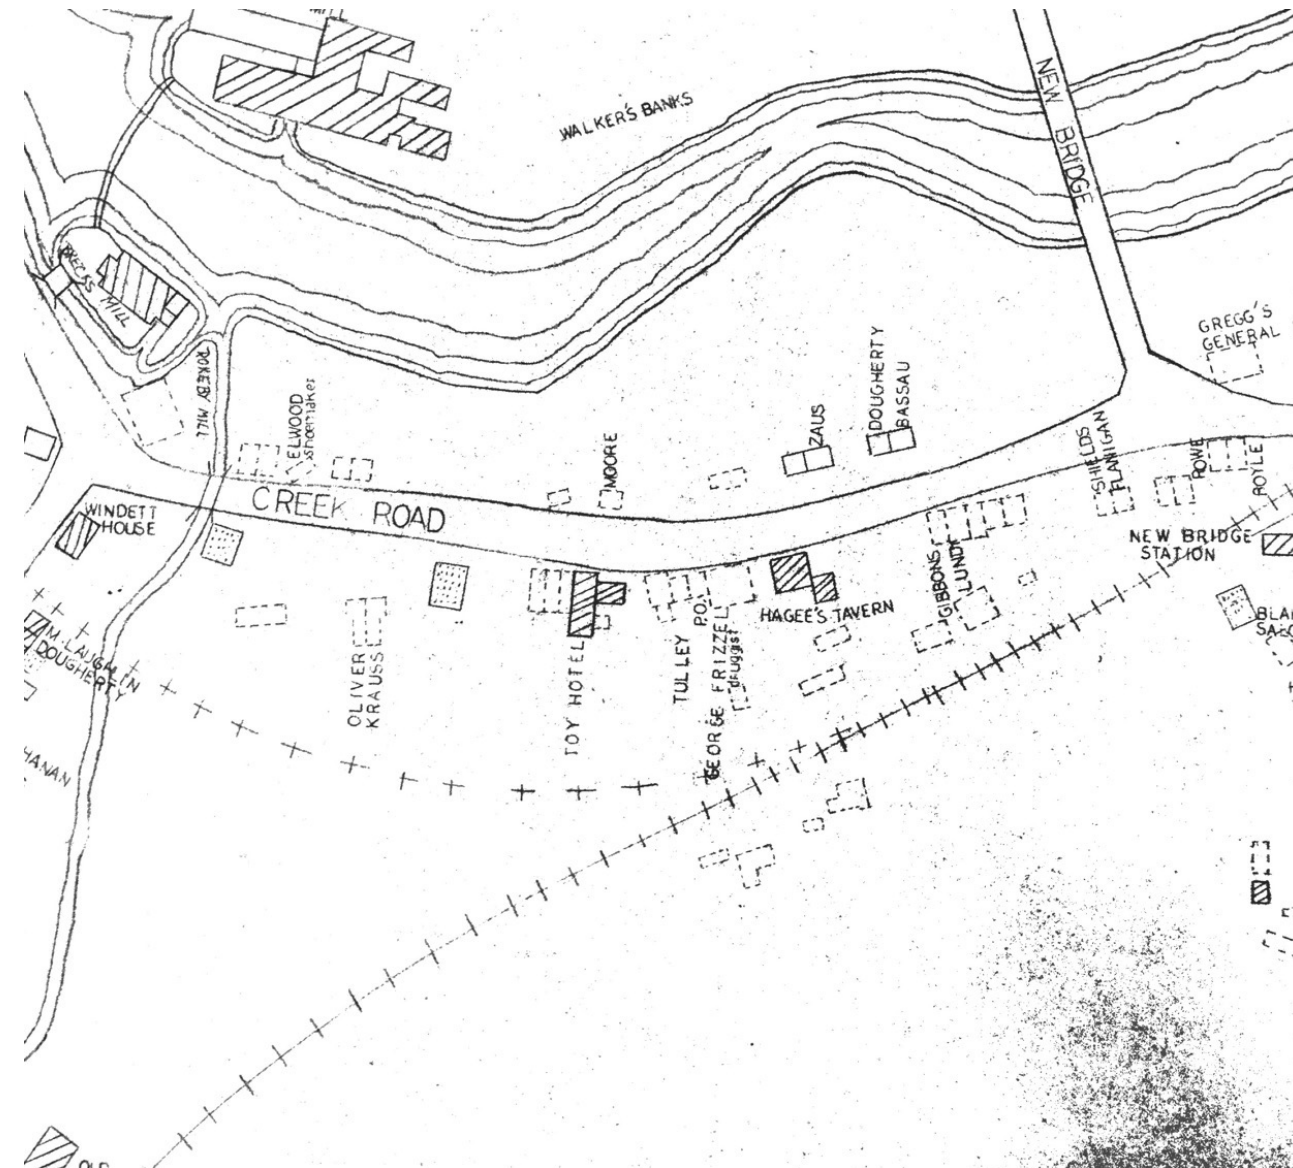 WALKER'S BANKS
NEW BRIDGE
BRECKS
MILL
ROKEBY MILL
GREGG'S
GENERAL
ELWOOD
shoemaker
MOORE
ZAUS
DOUGHERTY
BASSAU
SHIELDS
FLANIGAN
ROWE
ROYLE
CREEK ROAD
WINDETT
HOUSE
NEW BRIDGE
STATION
HAGEE'S TAVERN
GIBBONS
LUNDY
M LAUGHLIN
DOUGHERTY
OLIVER
KRAUSS
TOY HOTEL
TULLEY P.O.
GEORGE FRIZZELL
druggist
HANAN
OLD